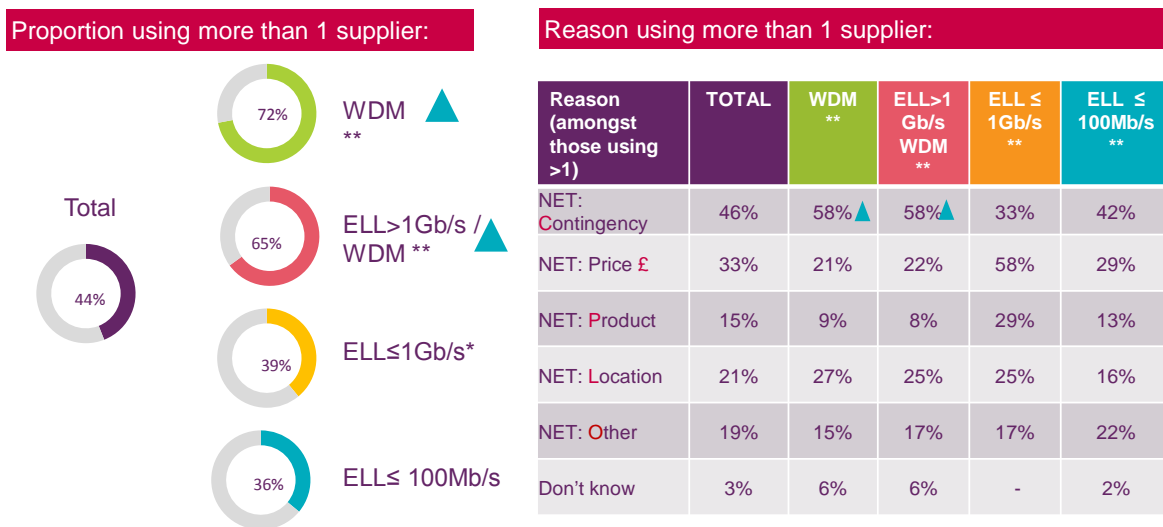 Proportion using more than 1 supplier:
72%
WDM
**
Total
44%
65%
ELL>1Gb/s /
WDM **
39%
ELL≤1Gb/s*
36%
ELL≤ 100Mb/s
Reason using more than 1 supplier:
Reason (amongst those using >1) TOTAL WDM ** ELL>1 Gb/s WDM ** ELL ≤ 1Gb/s ** ELL ≤ 100Mb/s **
NET: Contingency 46% 58% 58% 33% 42%
NET: Price £ 33% 21% 22% 58% 29%
NET: Product 15% 9% 8% 29% 13%
NET: Location 21% 27% 25% 25% 16%
NET: Other 19% 15% 17% 17% 22%
Don't know 3% 6% 6% - 2%